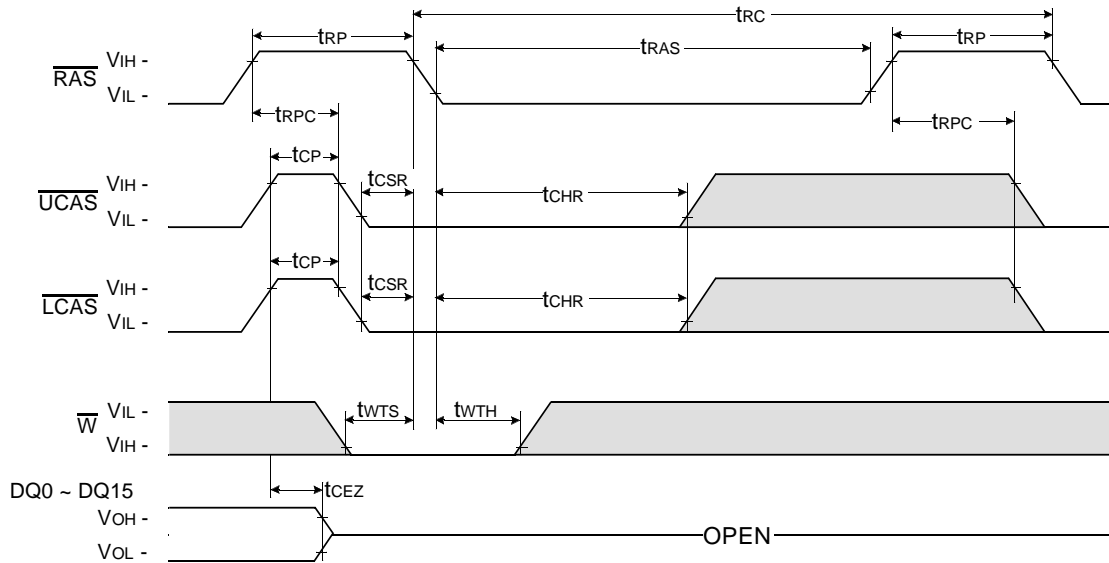 tRC
tRP
tRAS
tRP
RAS
VIH -
VIL -
tRPC
tRPC
tCP
tCSR
tCHR
UCAS
VIH -
VIL -
tCP
tCSR
tCHR
LCAS
VIH -
VIL -
tWTS
tWTH
W
VIL -
VIH -
DQ0 ~ DQ15
tCEZ
VOH -
VOL -
OPEN